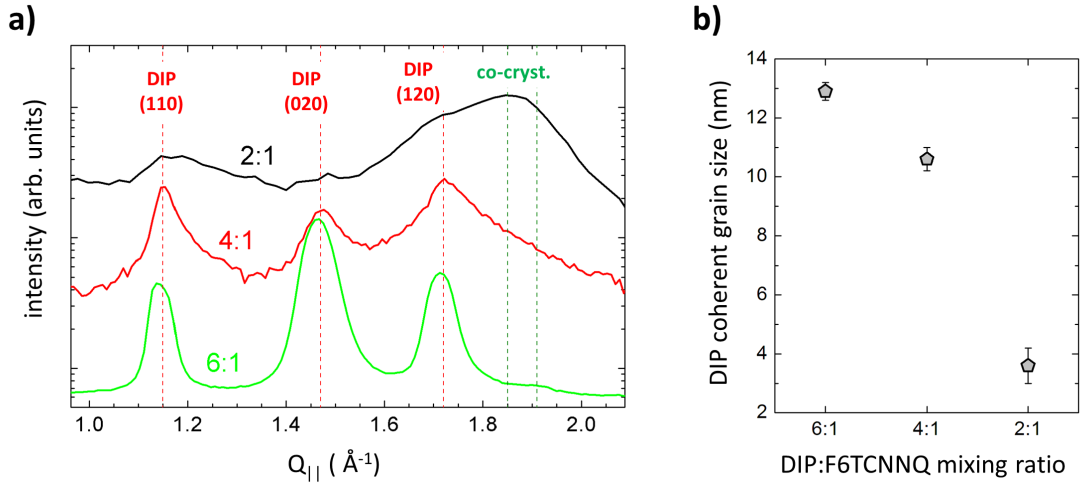 a)
DIP
(110)
DIP
(020)
DIP
(120)
co-cryst.
2:1
4:1
6:1
intensity (arb. units)
1.0
1.2
1.4
1.6
1.8
2.0
Q|| ( Å-1)
b)
14
12
10
8
6
4
2
DIP coherent grain size (nm)
6:1
4:1
2:1
DIP:F6TCNNQ mixing ratio